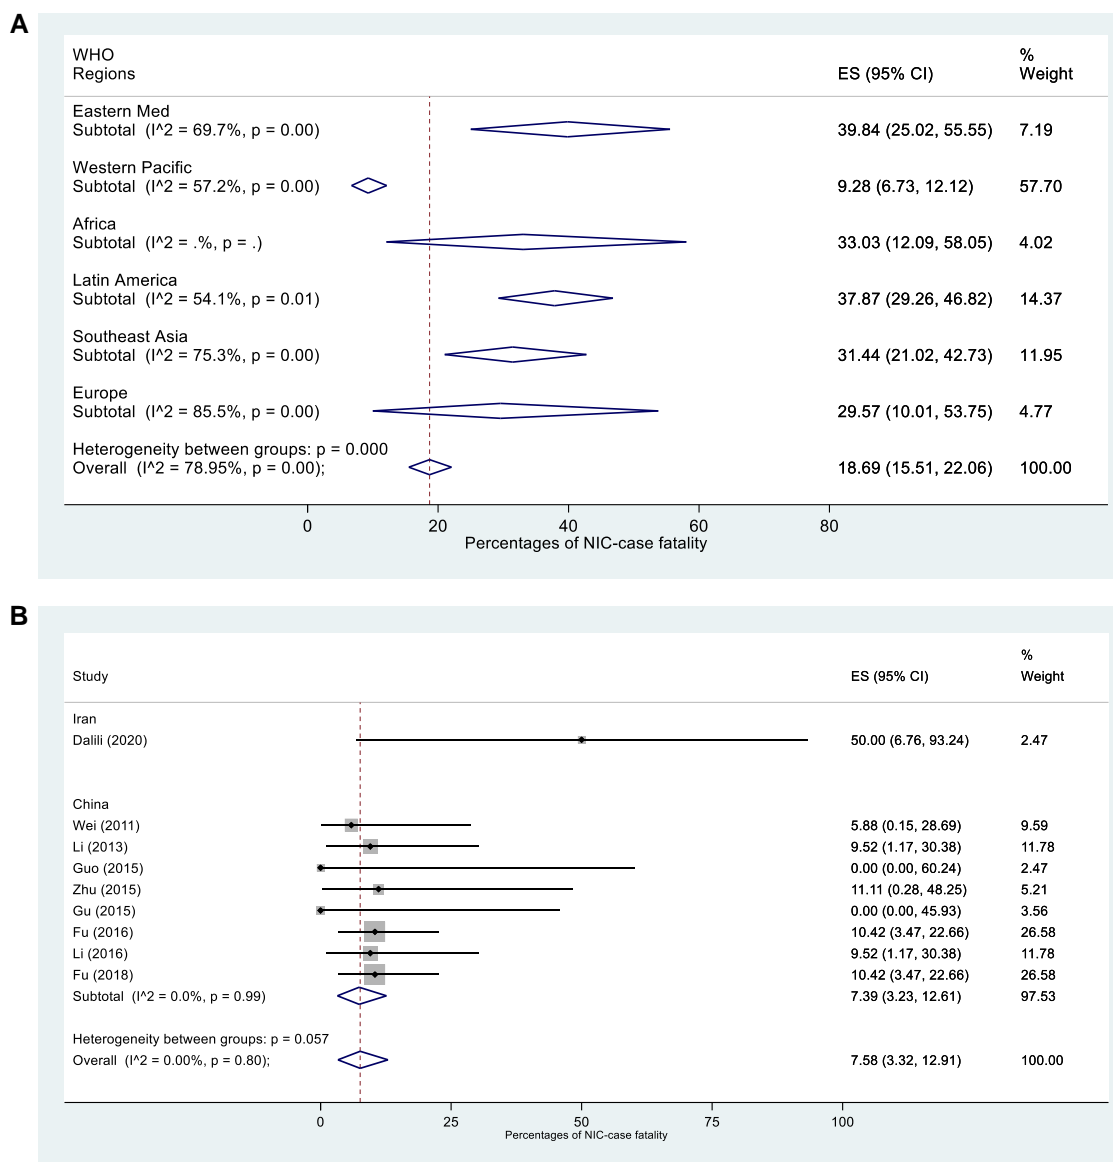 A
WHO
Regions
ES (95% CI)
%
Weight
Eastern Med
Subtotal (I^2 = 69.7%, p = 0.00) 39.84 (25.02, 55.55) 7.19
Western Pacific
Subtotal (I^2 = 57.2%, p = 0.00) 9.28 (6.73, 12.12) 57.70
Africa
Subtotal (I^2 = .%, p = .) 33.03 (12.09, 58.05) 4.02
Latin America
Subtotal (I^2 = 54.1%, p = 0.01) 37.87 (29.26, 46.82) 14.37
Southeast Asia
Subtotal (I^2 = 75.3%, p = 0.00) 31.44 (21.02, 42.73) 11.95
Europe
Subtotal (I^2 = 85.5%, p = 0.00) 29.57 (10.01, 53.75) 4.77
Heterogeneity between groups: p = 0.000
Overall (I^2 = 78.95%, p = 0.00); 18.69 (15.51, 22.06) 100.00
0 20 40 60 80
Percentages of NIC-case fatality
B
%
Study ES (95% CI) Weight
Iran
Dalili (2020) 50.00 (6.76, 93.24) 2.47
China
Wei (2011) 5.88 (0.15, 28.69) 9.59
Li (2013) 9.52 (1.17, 30.38) 11.78
Guo (2015) 0.00 (0.00, 60.24) 2.47
Zhu (2015) 11.11 (0.28, 48.25) 5.21
Gu (2015) 0.00 (0.00, 45.93) 3.56
Fu (2016) 10.42 (3.47, 22.66) 26.58
Li (2016) 9.52 (1.17, 30.38) 11.78
Fu (2018) 10.42 (3.47, 22.66) 26.58
Subtotal (I^2 = 0.0%, p = 0.99) 7.39 (3.23, 12.61) 97.53
Heterogeneity between groups: p = 0.057
Overall (I^2 = 0.00%, p = 0.80); 7.58 (3.32, 12.91) 100.00
0 25 50 75 100
Percentages of NIC-case fatality